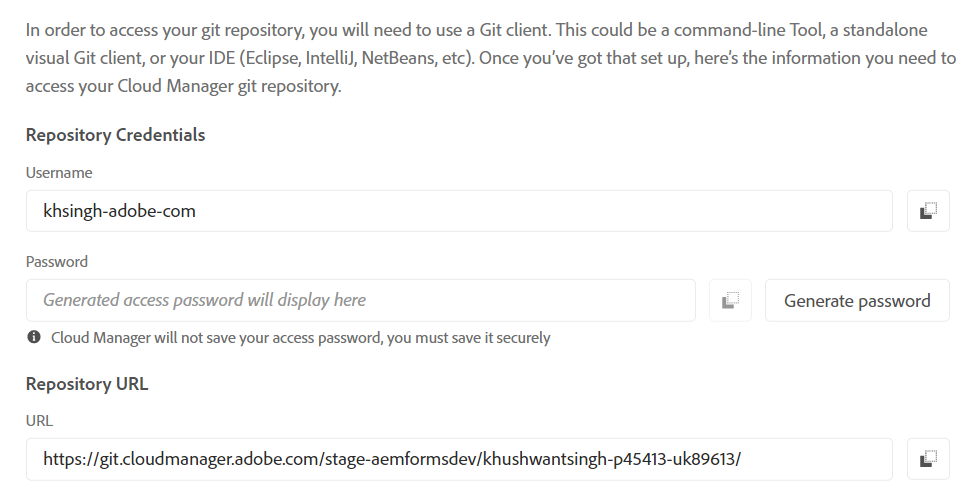 In order to access your git repository, you will need to use a Git client. This could be a command-line Tool, a standalone
visual Git client, or your IDE (Eclipse, IntelliJ, NetBeans, etc). Once you’ve got that set up, here’s the information you need to
access your Cloud Manager git repository.
Repository Credentials
Username
khsingh-adobe-com
Password
Generated access password will display here
Generate password
Cloud Manager will not save your access password, you must save it securely
Repository URL
URL
https://git.cloudmanager.adobe.com/stage-aemformsdev/khushwantsingh-p45413-uk89613/